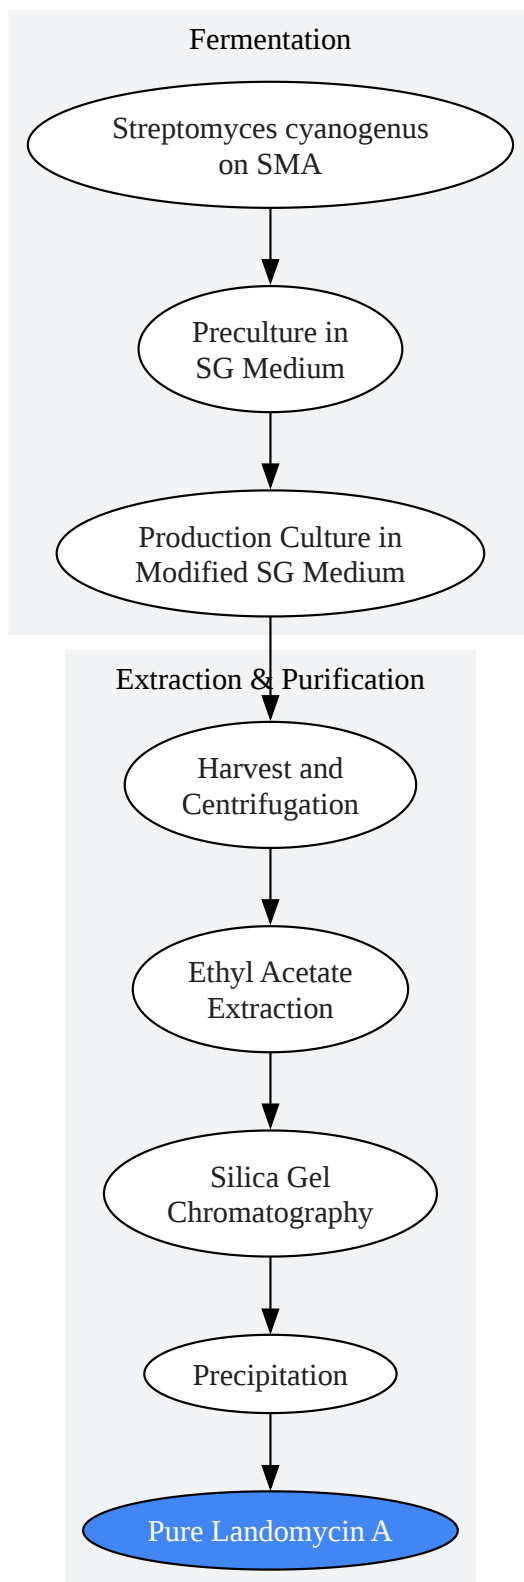 Fermentation
Streptomyces cyanogenus
on SMA
Preculture in
SG Medium
Production Culture in
Modified SG Medium
Extraction & Purification
Harvest and
Centrifugation
Ethyl Acetate
Extraction
Silica Gel
Chromatography
Precipitation
Pure Landomycin A